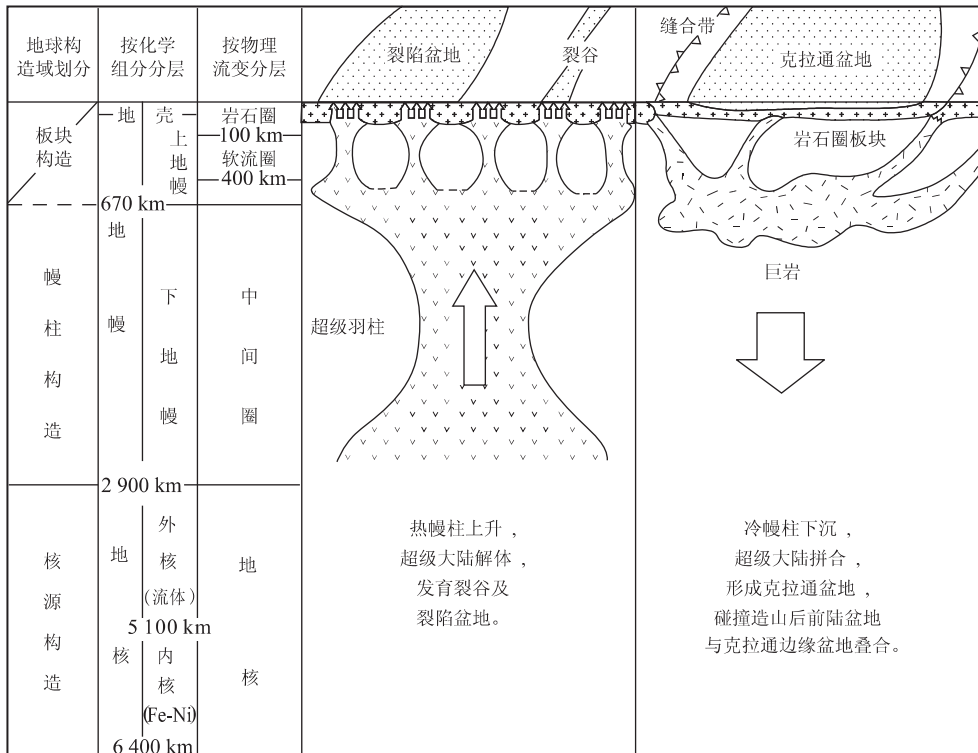 地球构
造域划分
按化学
组分分层
按物理
流变分层
裂陷盆地
裂谷
缝合带
克拉通盆地
板块
构造
地 壳
上
地
幔
岩石圈
100 km
软流圈
400 km
岩石圈板块
670 km
幔
柱
构
造
地
幔
下
地
幔
中
间
圈
超级羽柱
巨岩
2 900 km
核
源
构
造
地
核
外
核
(流体)
5 100 km
内
核
(Fe-Ni)
6 400 km
地
核
热幔柱上升，
超级大陆解体，
发育裂谷及
裂陷盆地。
冷幔柱下沉，
超级大陆拼合，
形成克拉通盆地，
碰撞造山后前陆盆地
与克拉通边缘盆地叠合。